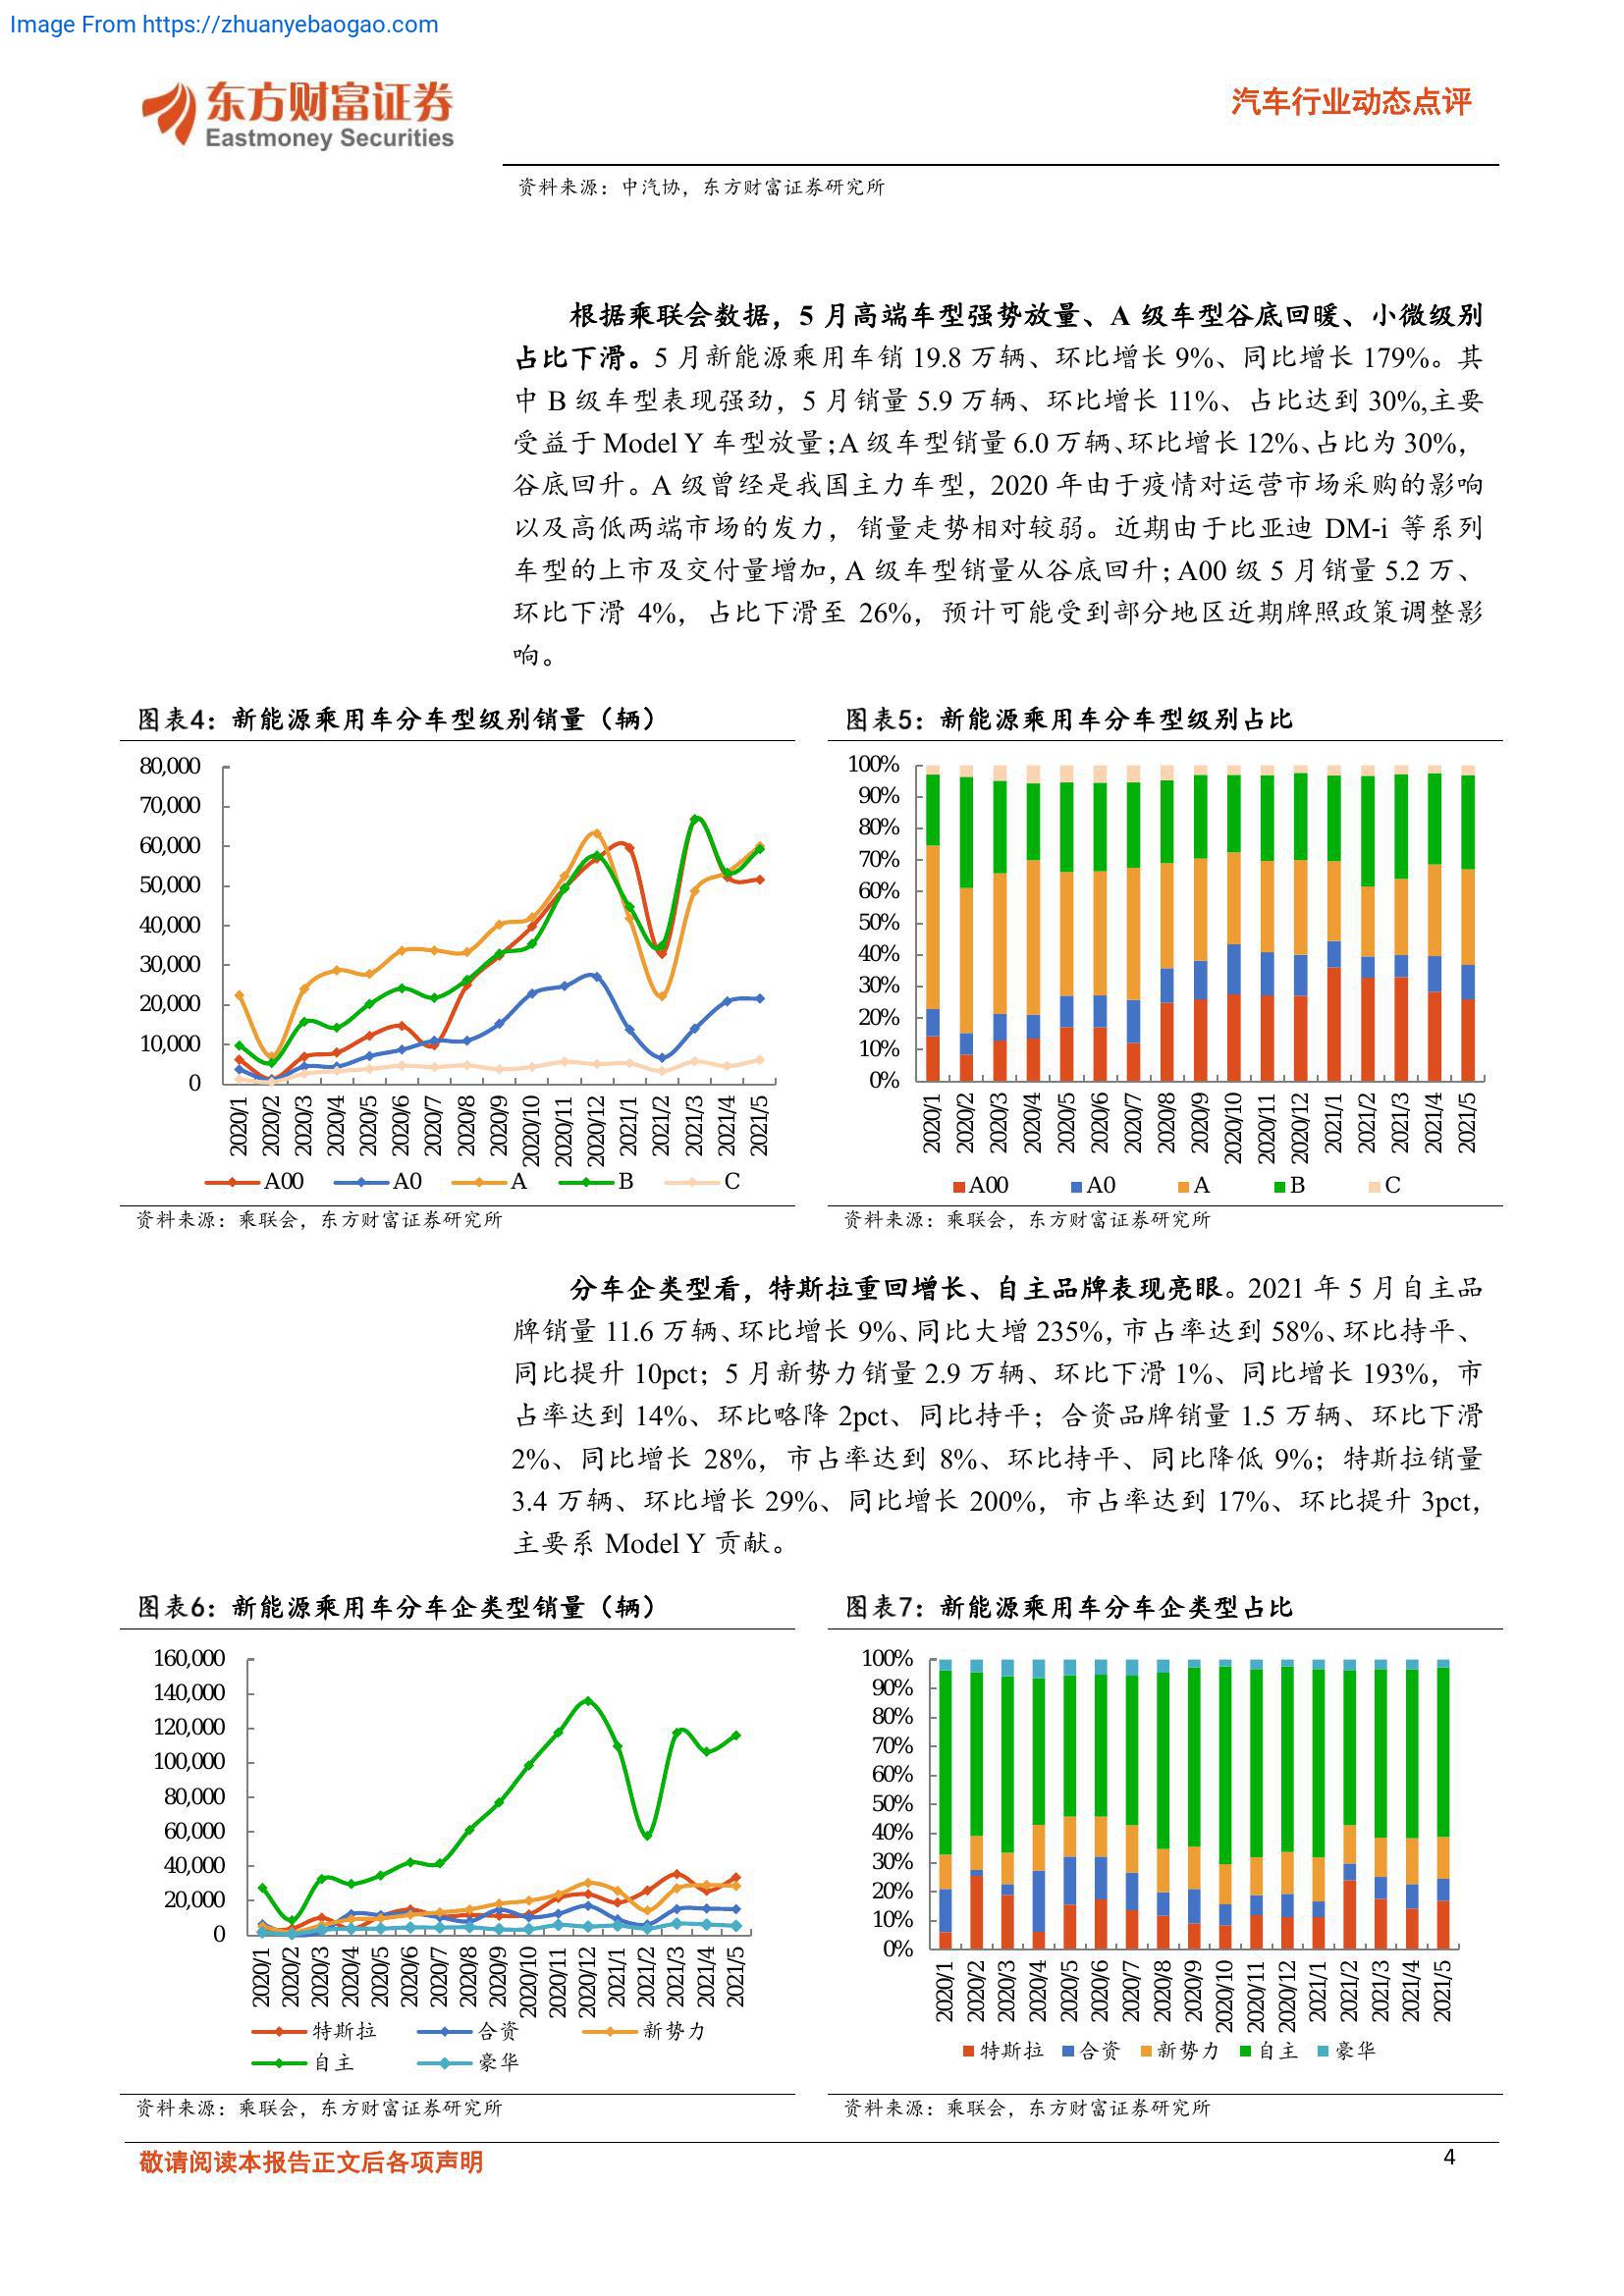 Image From https://zhuanyebaogao.com
东方财富证券
Eastmoney Securities
汽车行业动态点评
资料来源：中汽协，东方财富证券研究所
根据乘联会数据，5 月高端车型强势放量、A 级车型谷底回暖、小微级别
占比下滑。5 月新能源乘用车销 19.8 万辆、环比增长 9%、同比增长 179%。其
中 B 级车型表现强劲，5 月销量 5.9 万辆、环比增长 11%、占比达到 30%,主要
受益于 Model Y 车型放量；A 级车型销量 6.0 万辆、环比增长 12%、占比为 30%，
谷底回升。A 级曾经是我国主力车型，2020 年由于疫情对运营市场采购的影响
以及高低两端市场的发力，销量走势相对较弱。近期由于比亚迪 DM-i 等系列
车型的上市及交付量增加，A 级车型销量从谷底回升；A00 级 5 月销量 5.2 万、
环比下滑 4%，占比下滑至 26%，预计可能受到部分地区近期牌照政策调整影
响。
图表4：新能源乘用车分车型级别销量（辆）
80,000
70,000
60,000
50,000
40,000
30,000
20,000
10,000
0
2020/1 2020/2 2020/3 2020/4 2020/5 2020/6 2020/7 2020/8 2020/9 2020/10 2020/11 2020/12 2021/1 2021/2 2021/3 2021/4 2021/5
A00 A0 A B C
资料来源：乘联会，东方财富证券研究所
图表5：新能源乘用车分车型级别占比
100%
90%
80%
70%
60%
50%
40%
30%
20%
10%
0%
2020/1 2020/2 2020/3 2020/4 2020/5 2020/6 2020/7 2020/8 2020/9 2020/10 2020/11 2020/12 2021/1 2021/2 2021/3 2021/4 2021/5
A00 A0 A B C
资料来源：乘联会，东方财富证券研究所
分车企类型看，特斯拉重回增长、自主品牌表现亮眼。2021 年 5 月自主品
牌销量 11.6 万辆、环比增长 9%、同比大增 235%，市占率达到 58%、环比持平、
同比提升 10pct；5 月新势力销量 2.9 万辆、环比下滑 1%、同比增长 193%，市
占率达到 14%、环比略降 2pct、同比持平；合资品牌销量 1.5 万辆、环比下滑
2%、同比增长 28%，市占率达到 8%、环比持平、同比降低 9%；特斯拉销量
3.4 万辆、环比增长 29%、同比增长 200%，市占率达到 17%、环比提升 3pct，
主要系 Model Y 贡献。
图表6：新能源乘用车分车企类型销量（辆）
160,000
140,000
120,000
100,000
80,000
60,000
40,000
20,000
0
2020/1 2020/2 2020/3 2020/4 2020/5 2020/6 2020/7 2020/8 2020/9 2020/10 2020/11 2020/12 2021/1 2021/2 2021/3 2021/4 2021/5
特斯拉 合资 新势力
自主 豪华
资料来源：乘联会，东方财富证券研究所
图表7：新能源乘用车分车企类型占比
100%
90%
80%
70%
60%
50%
40%
30%
20%
10%
0%
2020/1 2020/2 2020/3 2020/4 2020/5 2020/6 2020/7 2020/8 2020/9 2020/10 2020/11 2020/12 2021/1 2021/2 2021/3 2021/4 2021/5
特斯拉 合资 新势力 自主 豪华
资料来源：乘联会，东方财富证券研究所
敬请阅读本报告正文后各项声明
4